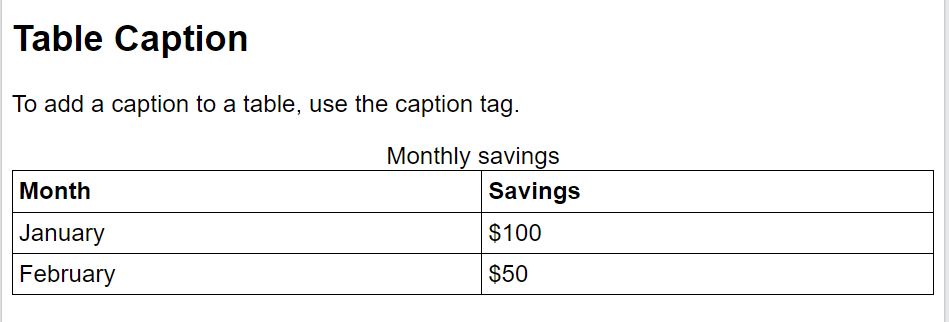 Table Caption
To add a caption to a table, use the caption tag.
Monthly savings
Month Savings
January $100
February $50